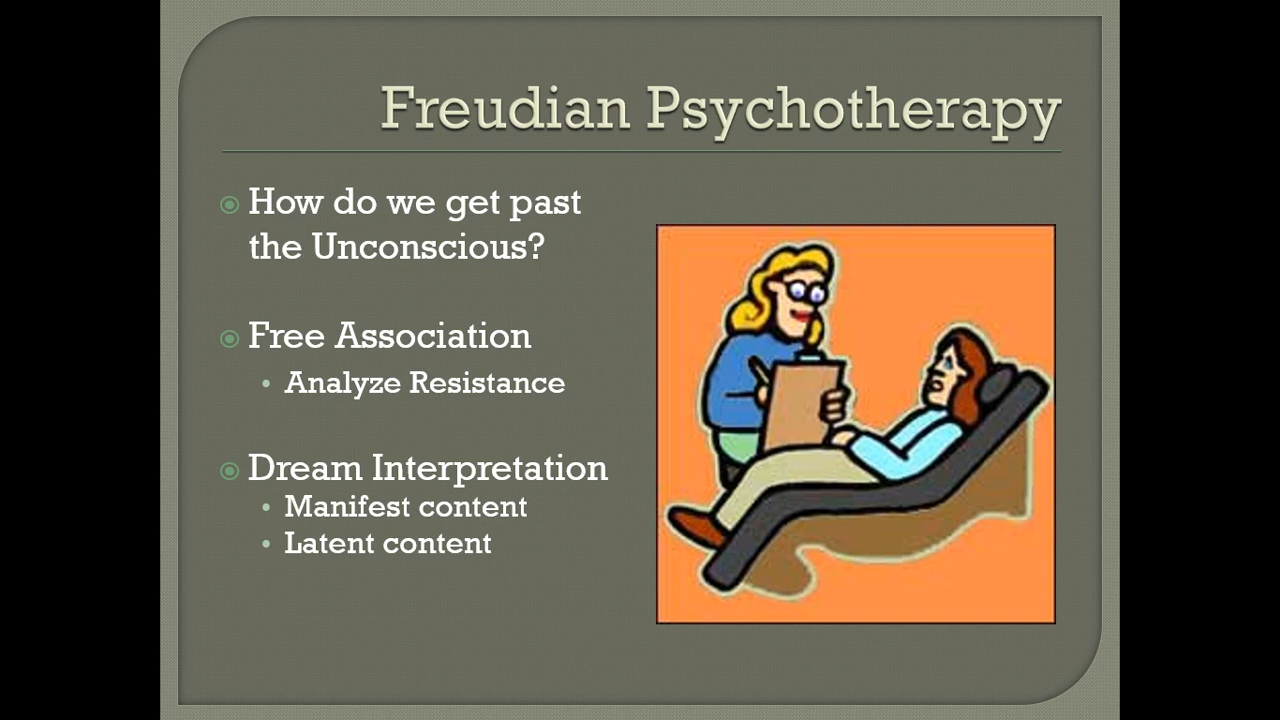 Freudian Psychotherapy
How do we get past
the Unconscious?
Free Association
Analyze Resistance
Dream Interpretation
Manifest content
Latent content